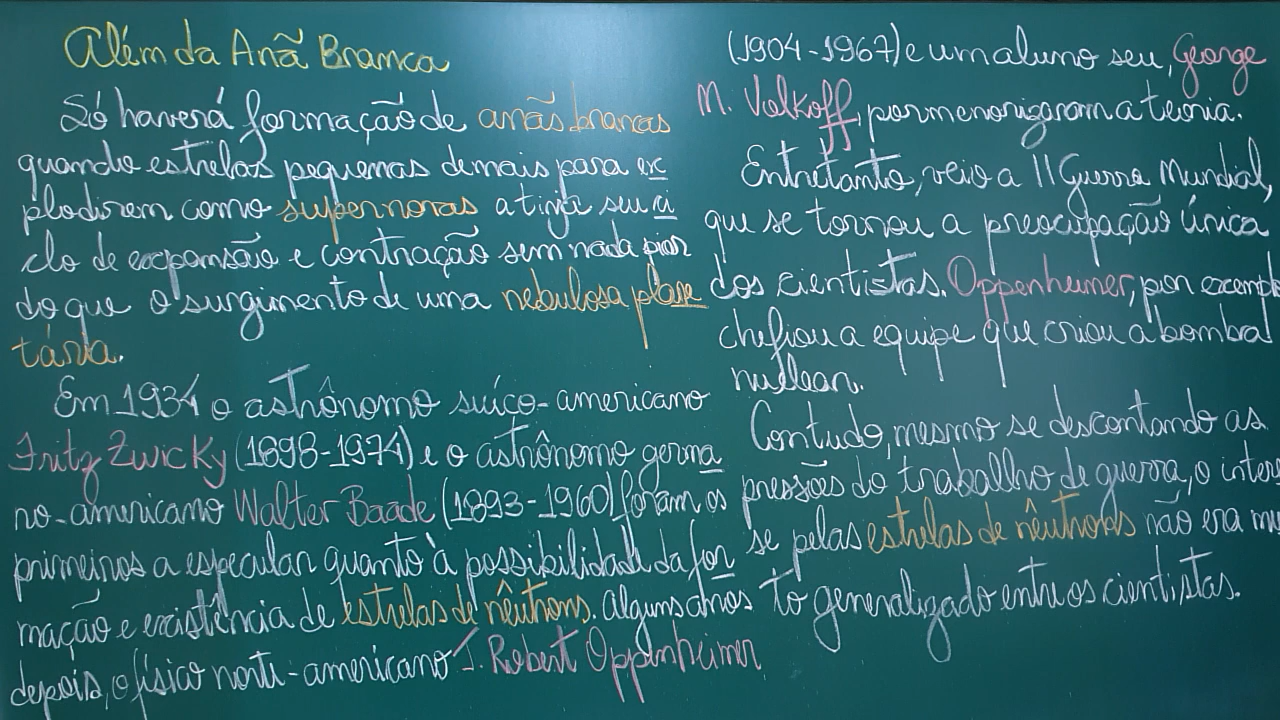 Além da Anã Branca
Só haverá formação de anãs brancas
quando estrelas pequenas demais para ex
plodirem como supernovas atinja seu ci
clo de expansão e contração sem nada pior
do que o surgimento de uma nebulosa plane
tária.
Em 1934 o astrônomo suíço-americano
Fritz Zwicky (1898-1974) e o astrônomo germa
no-americano Walter Baade (1893-1960) foram os
primeiros a especular quanto à possibilidade da for
mação e existência de estrelas de nêutrons. Alguns anos
depois, o físico norte-americano J. Robert Oppenheimer
(1904-1967) e um aluno seu, George
M. Volkoff, pormenorizaram a teoria.
Entretanto, veio a II Guerra Mundial,
que se tornou a preocupação única
dos cientistas. Oppenheimer, por exemplo
chefiou a equipe que criou a bomba
nuclear.
Contudo, mesmo se descontando as
pressões do trabalho de guerra, o interes
se pelas estrelas de nêutrons não era mui
to generalizado entre os cientistas.